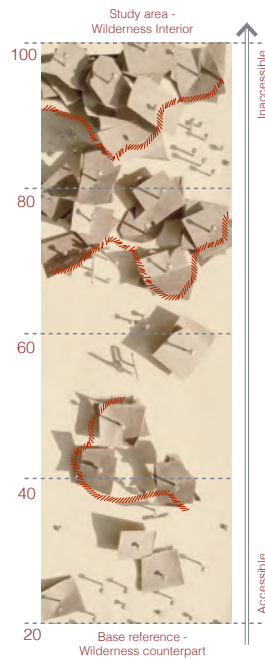 Study area -
Wilderness Interior
100
Inaccessible
80
60
40
Accessible
20
Base reference -
Wilderness counterpart